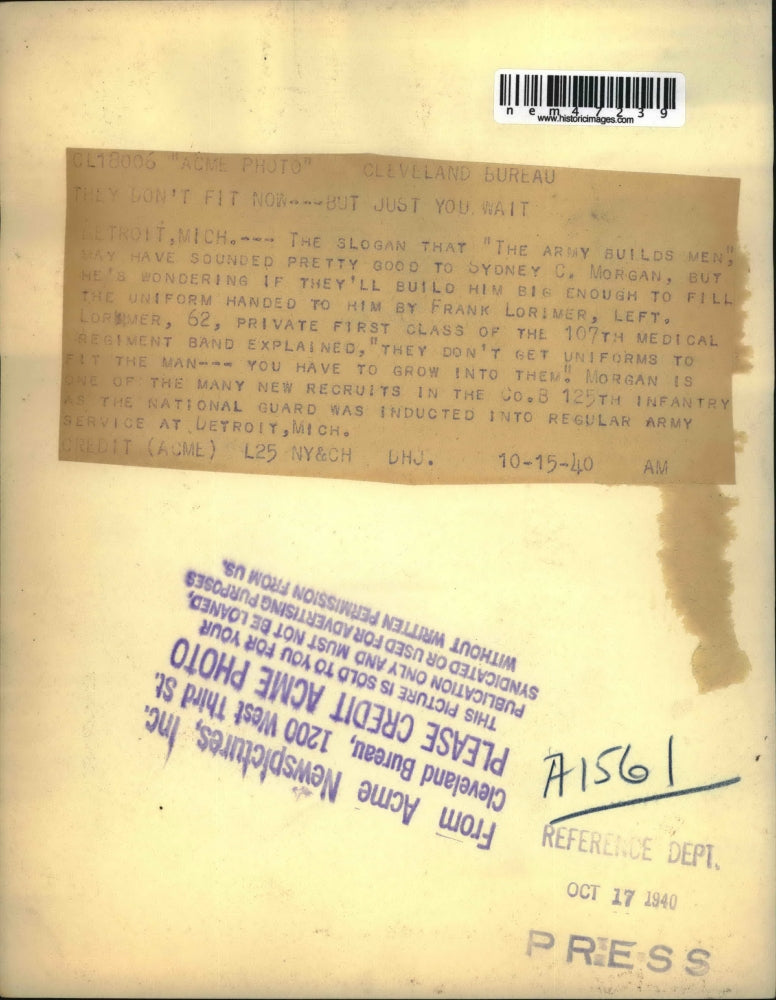 nem47239
www.historicimages.com
CL18006 "ACME PHOTO" CLEVELAND BUREAU
THEY DON'T FIT NOW----BUT JUST YOU WAIT
DETROIT,MICH.--- THE SLOGAN THAT "THE ARMY BUILDS MEN",
MAY HAVE SOUNDED PRETTY GOOD TO SYDNEY C. MORGAN, BUT
HE'S WONDERING IF THEY'LL BUILD HIM BIG ENOUGH TO FILL
THE UNIFORM HANDED TO HIM BY FRANK LORIMER, LEFT.
LORIMER, 62, PRIVATE FIRST CLASS OF THE 107TH MEDICAL
REGIMENT BAND EXPLAINED,"THEY DON'T GET UNIFORMS TO
FIT THE MAN--- YOU HAVE TO GROW INTO THEM". MORGAN IS
ONE OF THE MANY NEW RECRUITS IN THE CO.B 125TH INFANTRY
AS THE NATIONAL GUARD WAS INDUCTED INTO REGULAR ARMY
SERVICE AT DETROIT,MICH.
CREDIT (ACME) L25 NY&CH DHJ. 10-15-40 AM
From Acme Newspictures, Inc.
Cleveland Bureau, 1200 West Third St.
PLEASE CREDIT ACME PHOTO
THIS PICTURE IS SOLD TO YOU FOR YOUR
PUBLICATION ONLY AND MUST NOT BE LOANED,
SYNDICATED OR USED FOR ADVERTISING PURPOSES
WITHOUT WRITTEN PERMISSION FROM US.
A1561
REFERENCE DEPT.
OCT 17 1940
PRESS